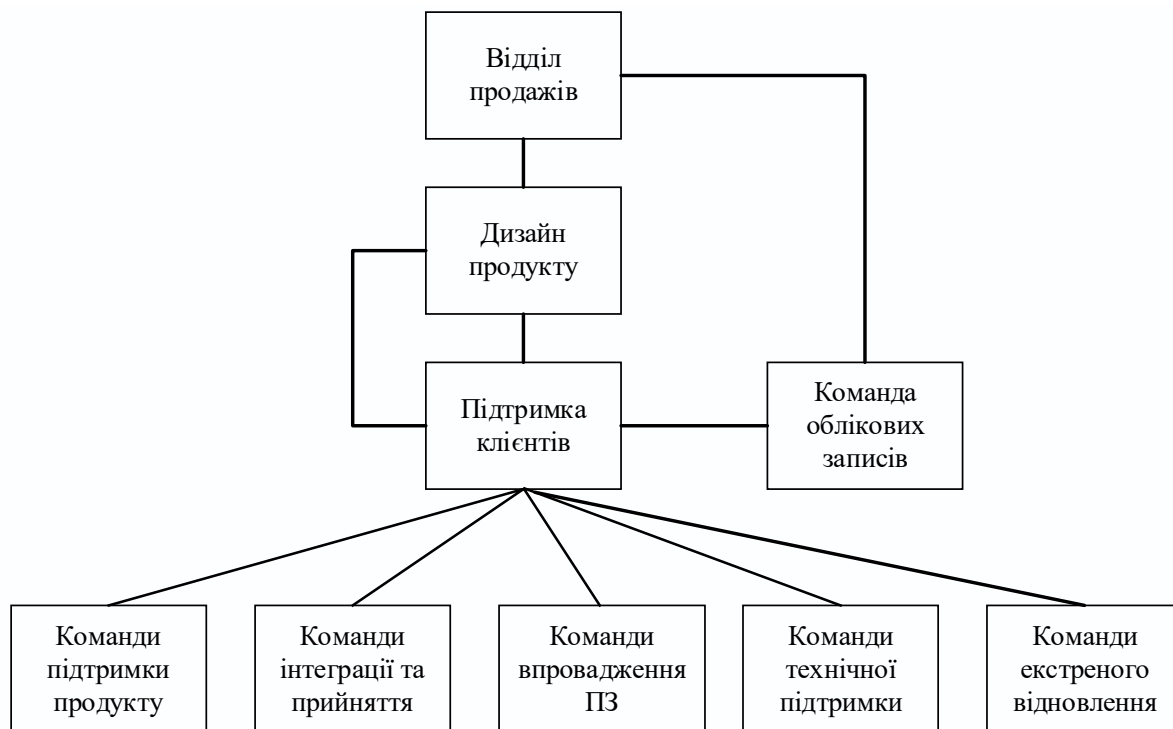 Відділ
продажів
Дизайн
продукту
Підтримка
клієнтів
Команда
облікових
записів
Команди
підтримки
продукту
Команди
інтеграції та
прийняття
Команди
впровадження
ПЗ
Команди
технічної
підтримки
Команди
екстреного
відновлення